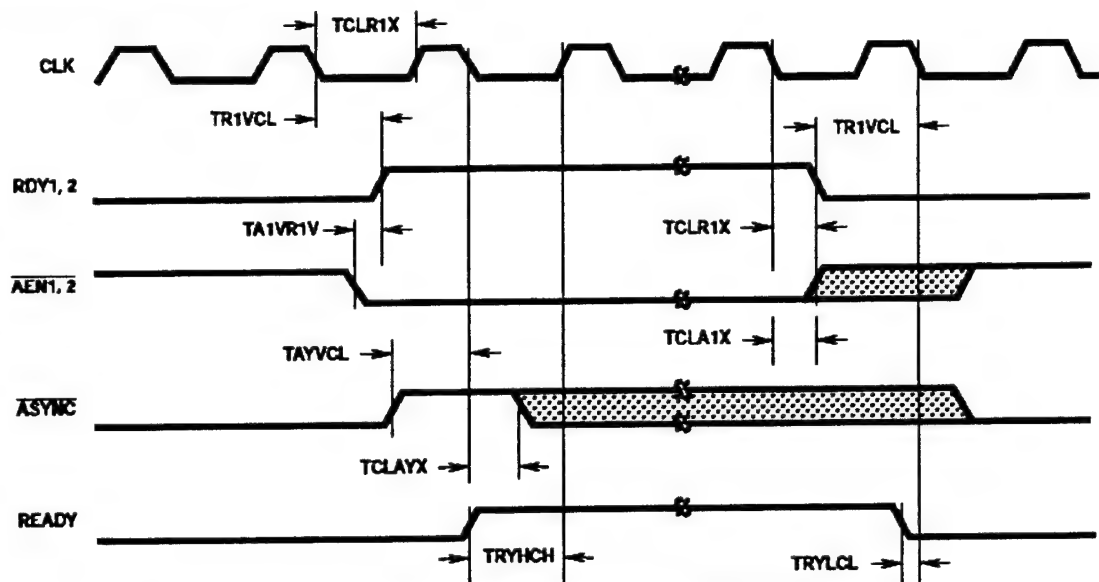 TCLR1X
CLK
TR1VCL
TR1VCL
RDY1, 2
TA1VR1V
TCLR1X
AEN1, 2
TAYVCL
TCLA1X
ASYNC
TCLAYX
READY
TRYHCH
TRYLCL